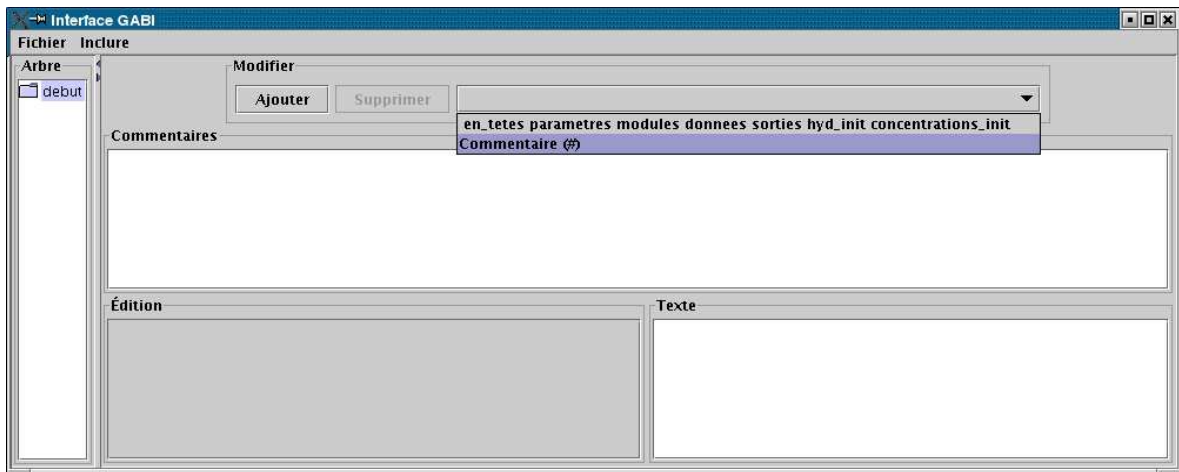 Interface GABI
Fichier Inclure
Arbre
debut
Modifier
Ajouter Supprimer
en_tetes parametres modules donnees sorties hyd_init concentrations_init
Commentaire (#)
Commentaires
Édition
Texte